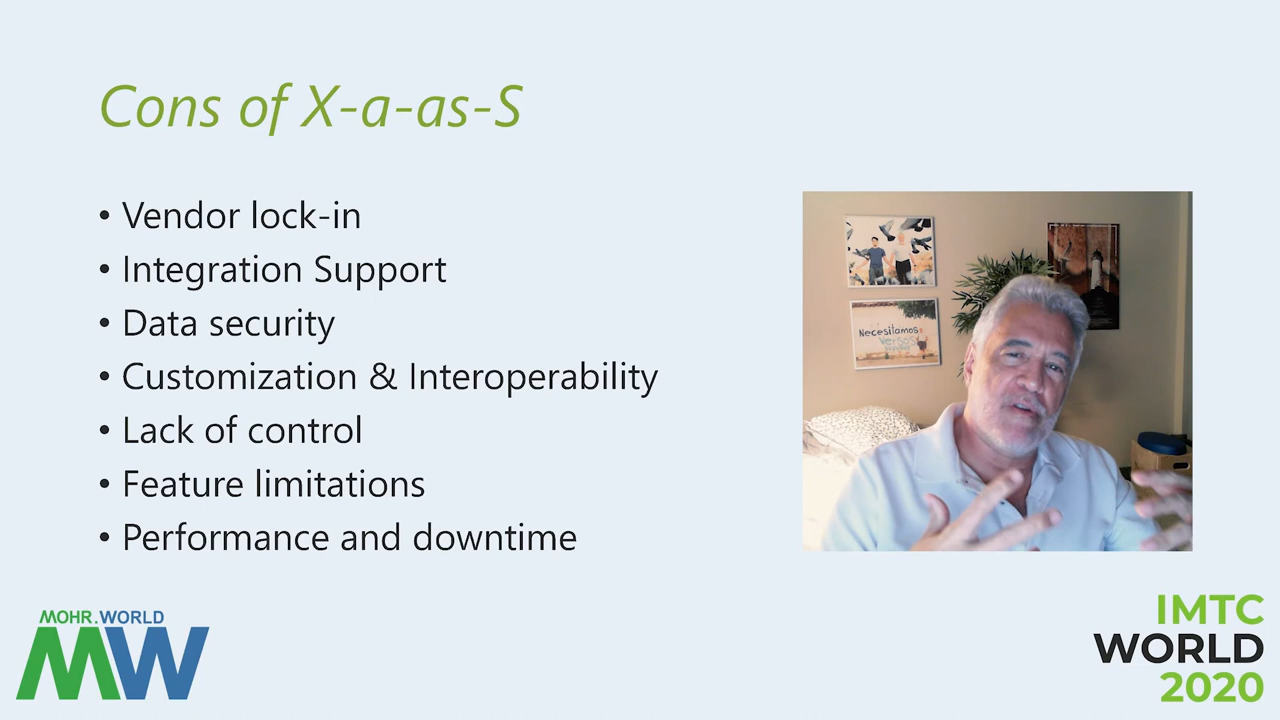 Cons of X-a-as-S
• Vendor lock-in
• Integration Support
• Data security
• Customization & Interoperability
• Lack of control
• Feature limitations
• Performance and downtime
Necesitamos
Versos
MOHR.WORLD
MW
IMTC
WORLD
2020